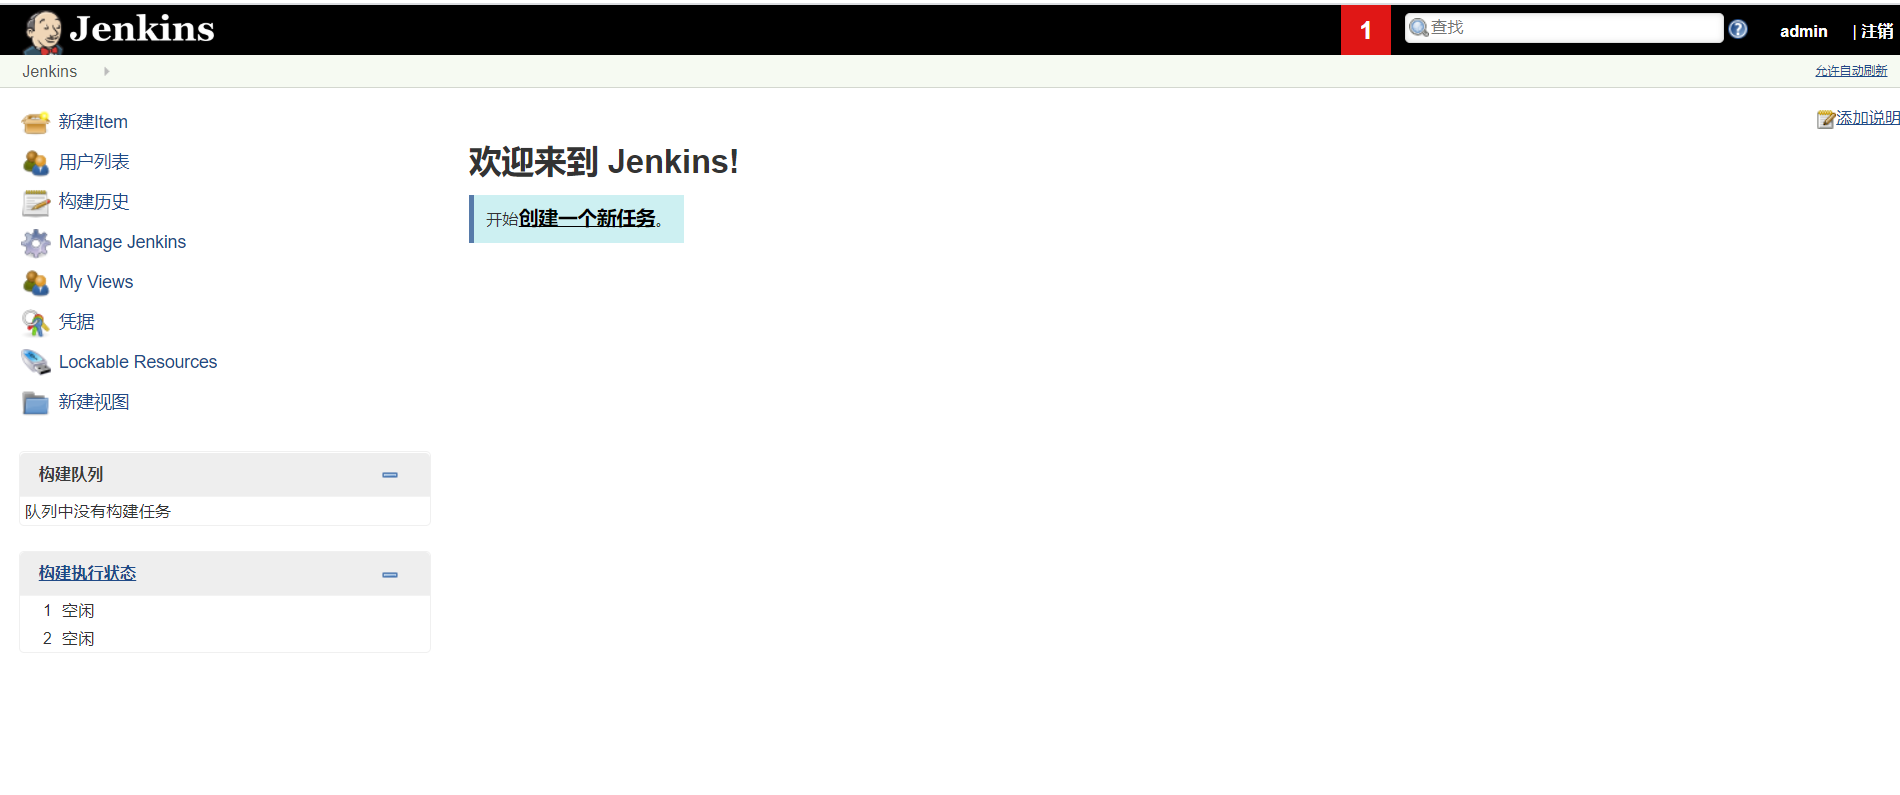 Jenkins
1
查找
admin
| 注销
Jenkins
允许自动刷新
新建Item
用户列表
构建历史
Manage Jenkins
My Views
凭据
Lockable Resources
新建视图
构建队列
队列中没有构建任务
构建执行状态
1 空闲
2 空闲
添加说明
欢迎来到 Jenkins!
开始创建一个新任务。